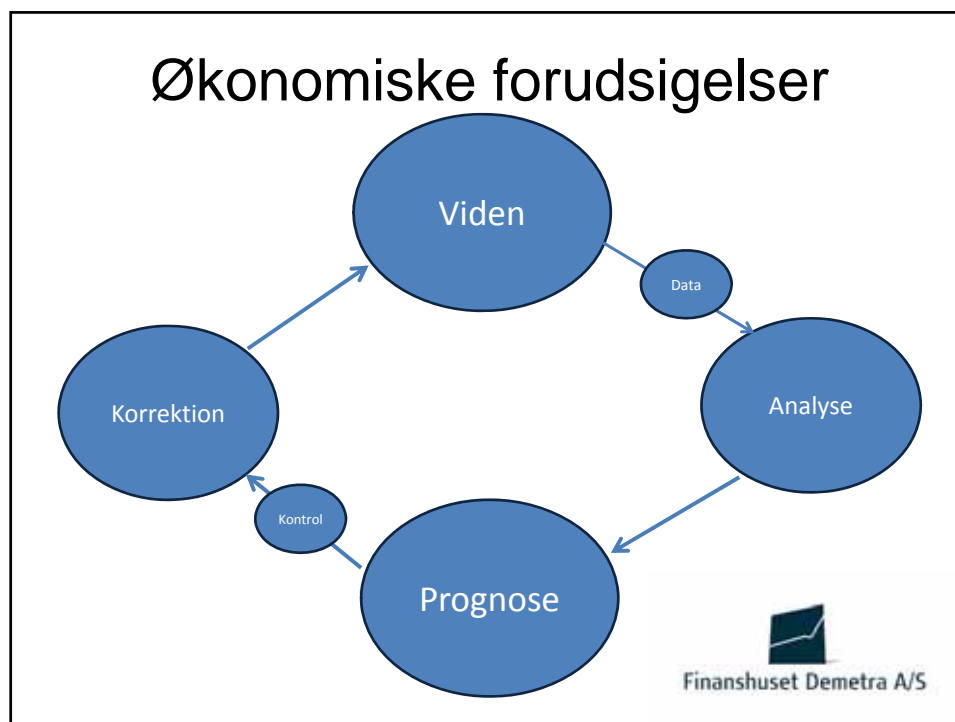 Økonomiske forudsigelser
Viden
Data
Analyse
Korrektion
Kontrol
Prognose
Finanshuset Demetra A/S